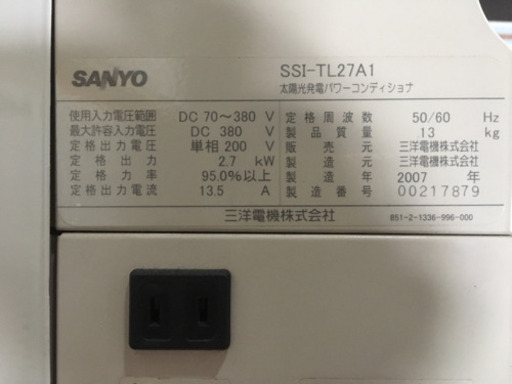 SANYO
SSI-TL27A1
太陽光発電パワーコンディショナ
使用入力電圧範囲 DC 70～380 V
最大許容入力電圧 DC 380 V
定格出力電圧 単相 200 V
定格出力 2.7 kW
定格力率 95.0%以上
定格出力電流 13.5 A
定格周波数 50/60 Hz
製品質量 13 kg
販売元 三洋電機株式会社
製造元 三洋電機株式会社
製造年 2007 年
製造番号 00217879
三洋電機株式会社
851-2-1336-996-000